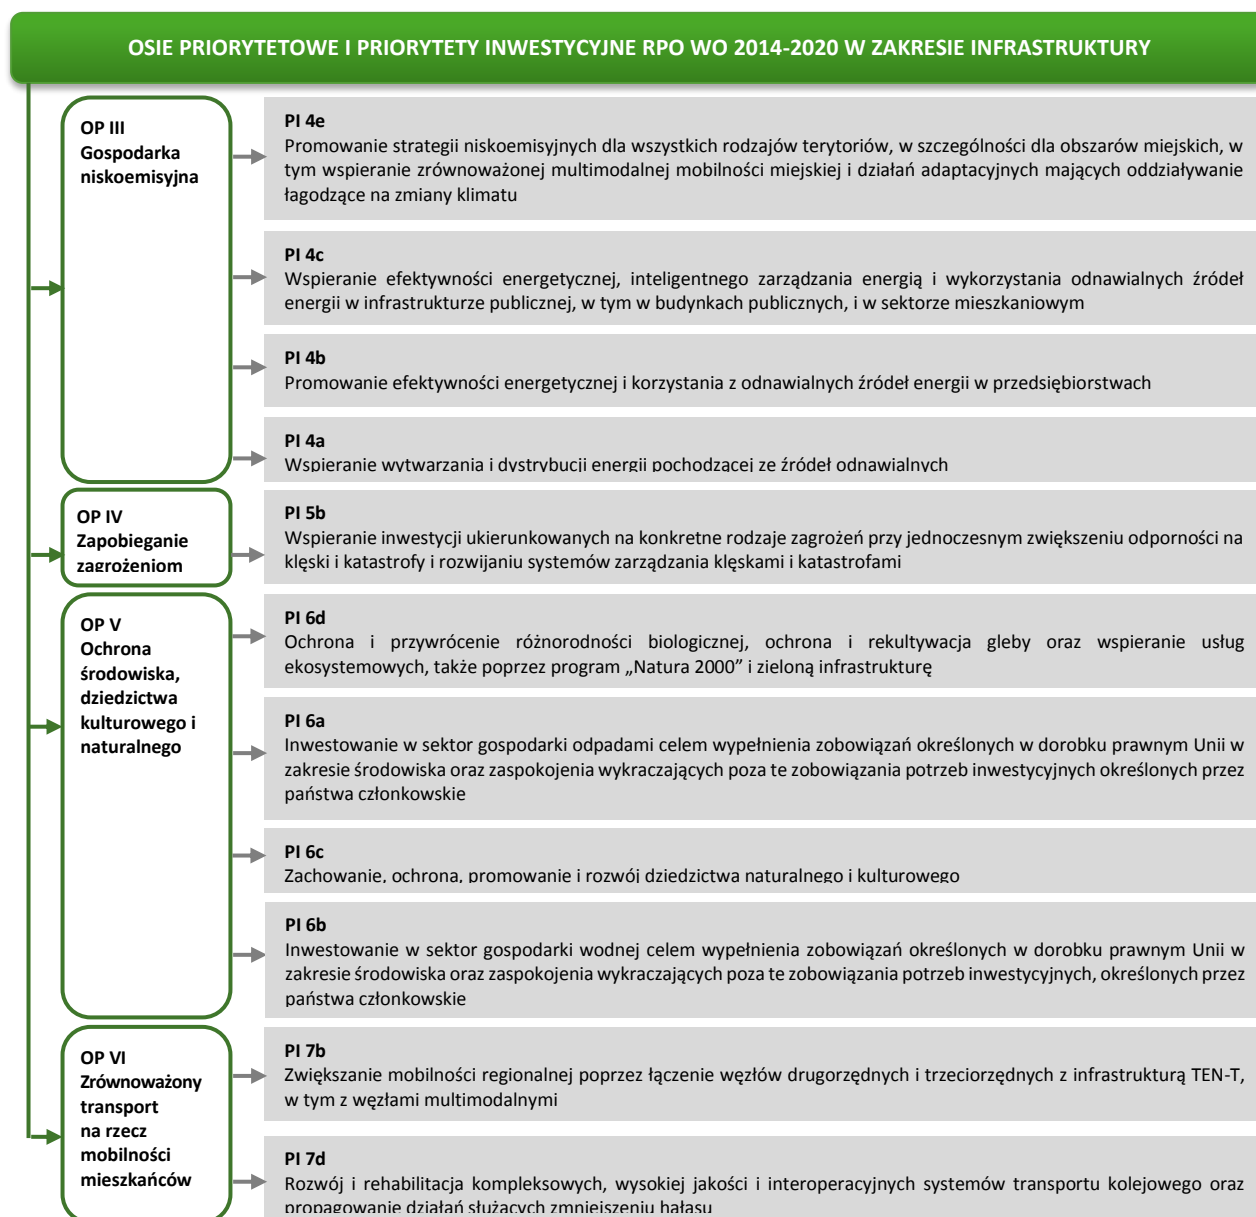 OSIE PRIORYTETOWE I PRIORYTETY INWESTYCYJNE RPO WO 2014-2020 W ZAKRESIE INFRASTRUKTURY
OP III
Gospodarka
niskoemisyjna
PI 4e
Promowanie strategii niskoemisyjnych dla wszystkich rodzajów terytoriów, w szczególności dla obszarów miejskich, w
tym wspieranie zrównoważonej multimodalnej mobilności miejskiej i działań adaptacyjnych mających oddziaływanie
łagodzące na zmiany klimatu
PI 4c
Wspieranie efektywności energetycznej, inteligentnego zarządzania energią i wykorzystania odnawialnych źródeł
energii w infrastrukturze publicznej, w tym w budynkach publicznych, i w sektorze mieszkaniowym
PI 4b
Promowanie efektywności energetycznej i korzystania z odnawialnych źródeł energii w przedsiębiorstwach
PI 4a
Wspieranie wytwarzania i dystrybucji energii pochodzącej ze źródeł odnawialnych
OP IV
Zapobieganie
zagrożeniom
PI 5b
Wspieranie inwestycji ukierunkowanych na konkretne rodzaje zagrożeń przy jednoczesnym zwiększeniu odporności na
klęski i katastrofy i rozwijaniu systemów zarządzania klęskami i katastrofami
OP V
Ochrona
środowiska,
dziedzictwa
kulturowego i
naturalnego
PI 6d
Ochrona i przywrócenie różnorodności biologicznej, ochrona i rekultywacja gleby oraz wspieranie usług
ekosystemowych, także poprzez program „Natura 2000” i zieloną infrastrukturę
PI 6a
Inwestowanie w sektor gospodarki odpadami celem wypełnienia zobowiązań określonych w dorobku prawnym Unii w
zakresie środowiska oraz zaspokojenia wykraczających poza te zobowiązania potrzeb inwestycyjnych określonych przez
państwa członkowskie
PI 6c
Zachowanie, ochrona, promowanie i rozwój dziedzictwa naturalnego i kulturowego
PI 6b
Inwestowanie w sektor gospodarki wodnej celem wypełnienia zobowiązań określonych w dorobku prawnym Unii w
zakresie środowiska oraz zaspokojenia wykraczających poza te zobowiązania potrzeb inwestycyjnych, określonych przez
państwa członkowskie
OP VI
Zrównoważony
transport
na rzecz
mobilności
mieszkańców
PI 7b
Zwiększanie mobilności regionalnej poprzez łączenie węzłów drugorzędnych i trzeciorzędnych z infrastrukturą TEN-T,
w tym z węzłami multimodalnymi
PI 7d
Rozwój i rehabilitacja kompleksowych, wysokiej jakości i interoperacyjnych systemów transportu kolejowego oraz
propagowanie działań służących zmniejszeniu hałasu